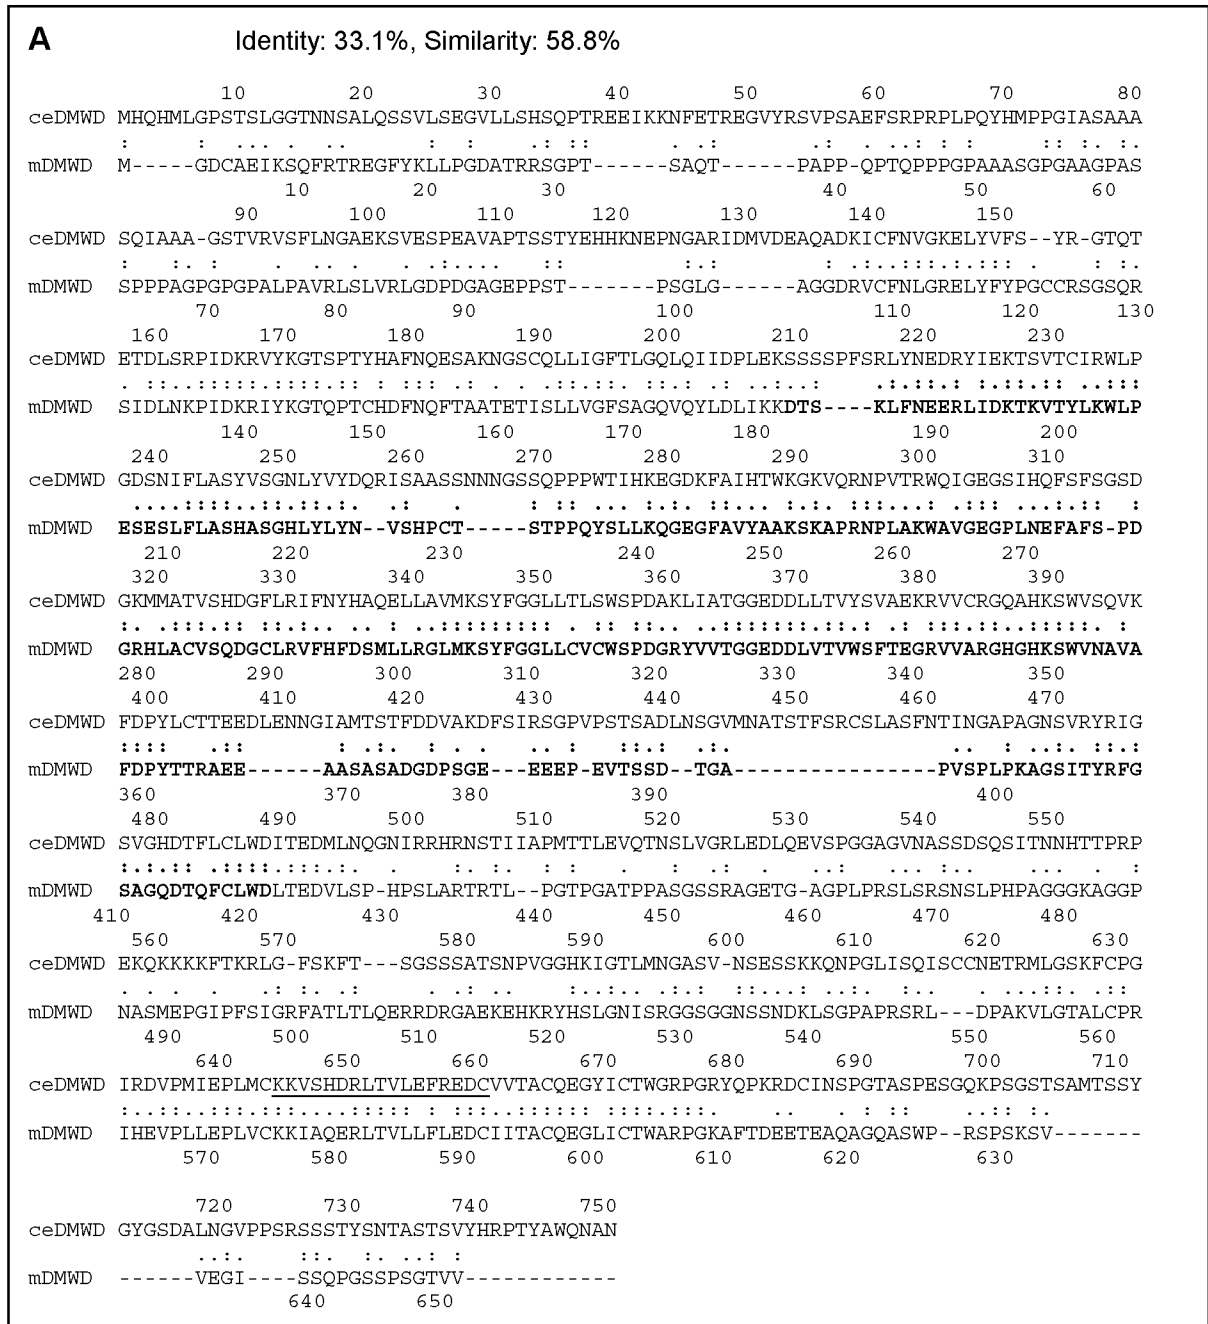 A
Identity: 33.1%, Similarity: 58.8%
10 20 30 40 50 60 70 80
ceDMWD MHQHMLGPSTSLGGTNNSALQSSVLSEGVLLSHSQPTREEIKKNFETREGVYRSVPSAEFSRPRPLPQYHMPPGIASAAA
mDMWD M-----GDCAEIKSQFRTREGFYKLLPGDATRRSGPT------SAQT-----PAPP-QPTQPPPGPAAASGPGAAGPAS
10 20 30 40 50 60
90 100 110 120 130 140 150
ceDMWD SQIAAA-GSTVRVSFLNGAEKSVESPEAVAPTSSTYEHHKNEPNGARIDMVDEAQADKICFNVGKELYVFS--YR-GTQT
mDMWD SPPPAGPGPGPALPAVRLSLVRLGDPDGAGEPPST-------PSGLG------AGGDRVCFNLGRELYFYPGCCRSGSQR
70 80 90 100 110 120 130
160 170 180 190 200 210 220 230
ceDMWD ETDLSRPIDKRVYKGTSPTYHAFNQESAKNGSCQLLIGFTLGQLQIIDPLEKSSSSPFSRLYNEDRYIEKTSVTCIRWLP
mDMWD SIDLNKPIDKRIYKGTQPTCHDFNQFTAATETISLLVGFSAGQVQYLDLIKKDTS----KLFNEERLIDKTKVTYLKWLP
140 150 160 170 180 190 200
240 250 260 270 280 290 300 310
ceDMWD GDSNIFLASYVSGNLYVYDQRISAASSNNNGSSQPPPWTIHKEGDKFAIHTWKGKVQRNPVTRWQIGEGSIHQFSFSGSD
mDMWD ESESLFLASHASGHLYLYN--VSHPCT-----STPPQYSLLKQGEGFAVYAAKSKAPRNPLAKWAVGEGPLNEFAFS-PD
210 220 230 240 250 260 270
320 330 340 350 360 370 380 390
ceDMWD GKMMATVSHDGFLRIFNYHAQELLAVMKSYFGGLLTLSWSPDAKLIATGGEDDLLTVYSVAEKRVVCRGQAHKSWVSQVK
mDMWD GRHLACVSQDGCLRVFHFDSMLLRGLMKSYFGGLLCVCWSPDGRYVVTGGEDDLVTVWSFTEGRVVARGHGHKSWVNAVA
280 290 300 310 320 330 340 350
400 410 420 430 440 450 460 470
ceDMWD FDPYLCTTEEDLENNGIAMTSTFDDVAKDFSIRSGPVPSTSADLNSGVMNATSTFSRCSLASFNTINGAPAGNSVRYRIG
mDMWD FDPYTTRAEE------AASASADGDPSGE---EEEP-EVTSSD--TGA----------------PVSPLPKAGSITYRFG
360 370 380 390 400
480 490 500 510 520 530 540 550
ceDMWD SVGHDTFLCLWDITEDMLNQGNIRRHRNSTIIAPMTTLEVQTNSLVGRLEDLQEVSPGGAGVNASSDSQSITNNHTTPRP
mDMWD SAGQDTQFCLWDLTEDVLSP-HPSLARTRTL--PGTPGATPPASGSSRAGETG-AGPLPRSLSRSNSLPHPAGGGKAGGP
410 420 430 440 450 460 470 480
560 570 580 590 600 610 620 630
ceDMWD EKQKKKKFTKRLG-FSKFT---SGSSSATSNPVGGHKIGTLMNGASV-NSESSKKQNPGLISQISCCNETRMLGSKFCPG
mDMWD NASMEPGIPFSIGRFATLTLQERRDRGAEKEHKRYHSLGNISRGGSGGNSSNDKLSGPAPRSRL---DPAKVLGTALCPR
490 500 510 520 530 540 550 560
640 650 660 670 680 690 700 710
ceDMWD IRDVPMIEPLMCKKVSHDRLTVLEFREDCVVTACQEGYICTWGRPGRYQPKRDCINSPGTASPESGQKPSGSTSAMTSSY
mDMWD IHEVPLLEPLVCKKIAQERLTVLLFLEDCIITACQEGLICTWARPGKAFTDEETEAQAGQASWP--RSPSKSV-------
570 580 590 600 610 620 630
720 730 740 750
ceDMWD GYGSDALNGVPPSRSSSTYSNTASTSVYHRPTYAWQNAN
mDMWD ------VEGI----SSQPGSSPSGTVV------------
640 650